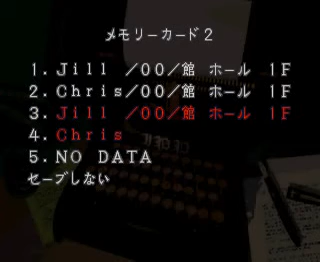 メモリーカード２
１．Ｊｉｌｌ ／００／館 ホール １Ｆ
２．Ｃｈｒｉｓ／００／館 ホール １Ｆ
３．Ｊｉｌｌ ／００／館 ホール １Ｆ
４．Ｃｈｒｉｓ
５．ＮＯ ＤＡＴＡ
セーブしない